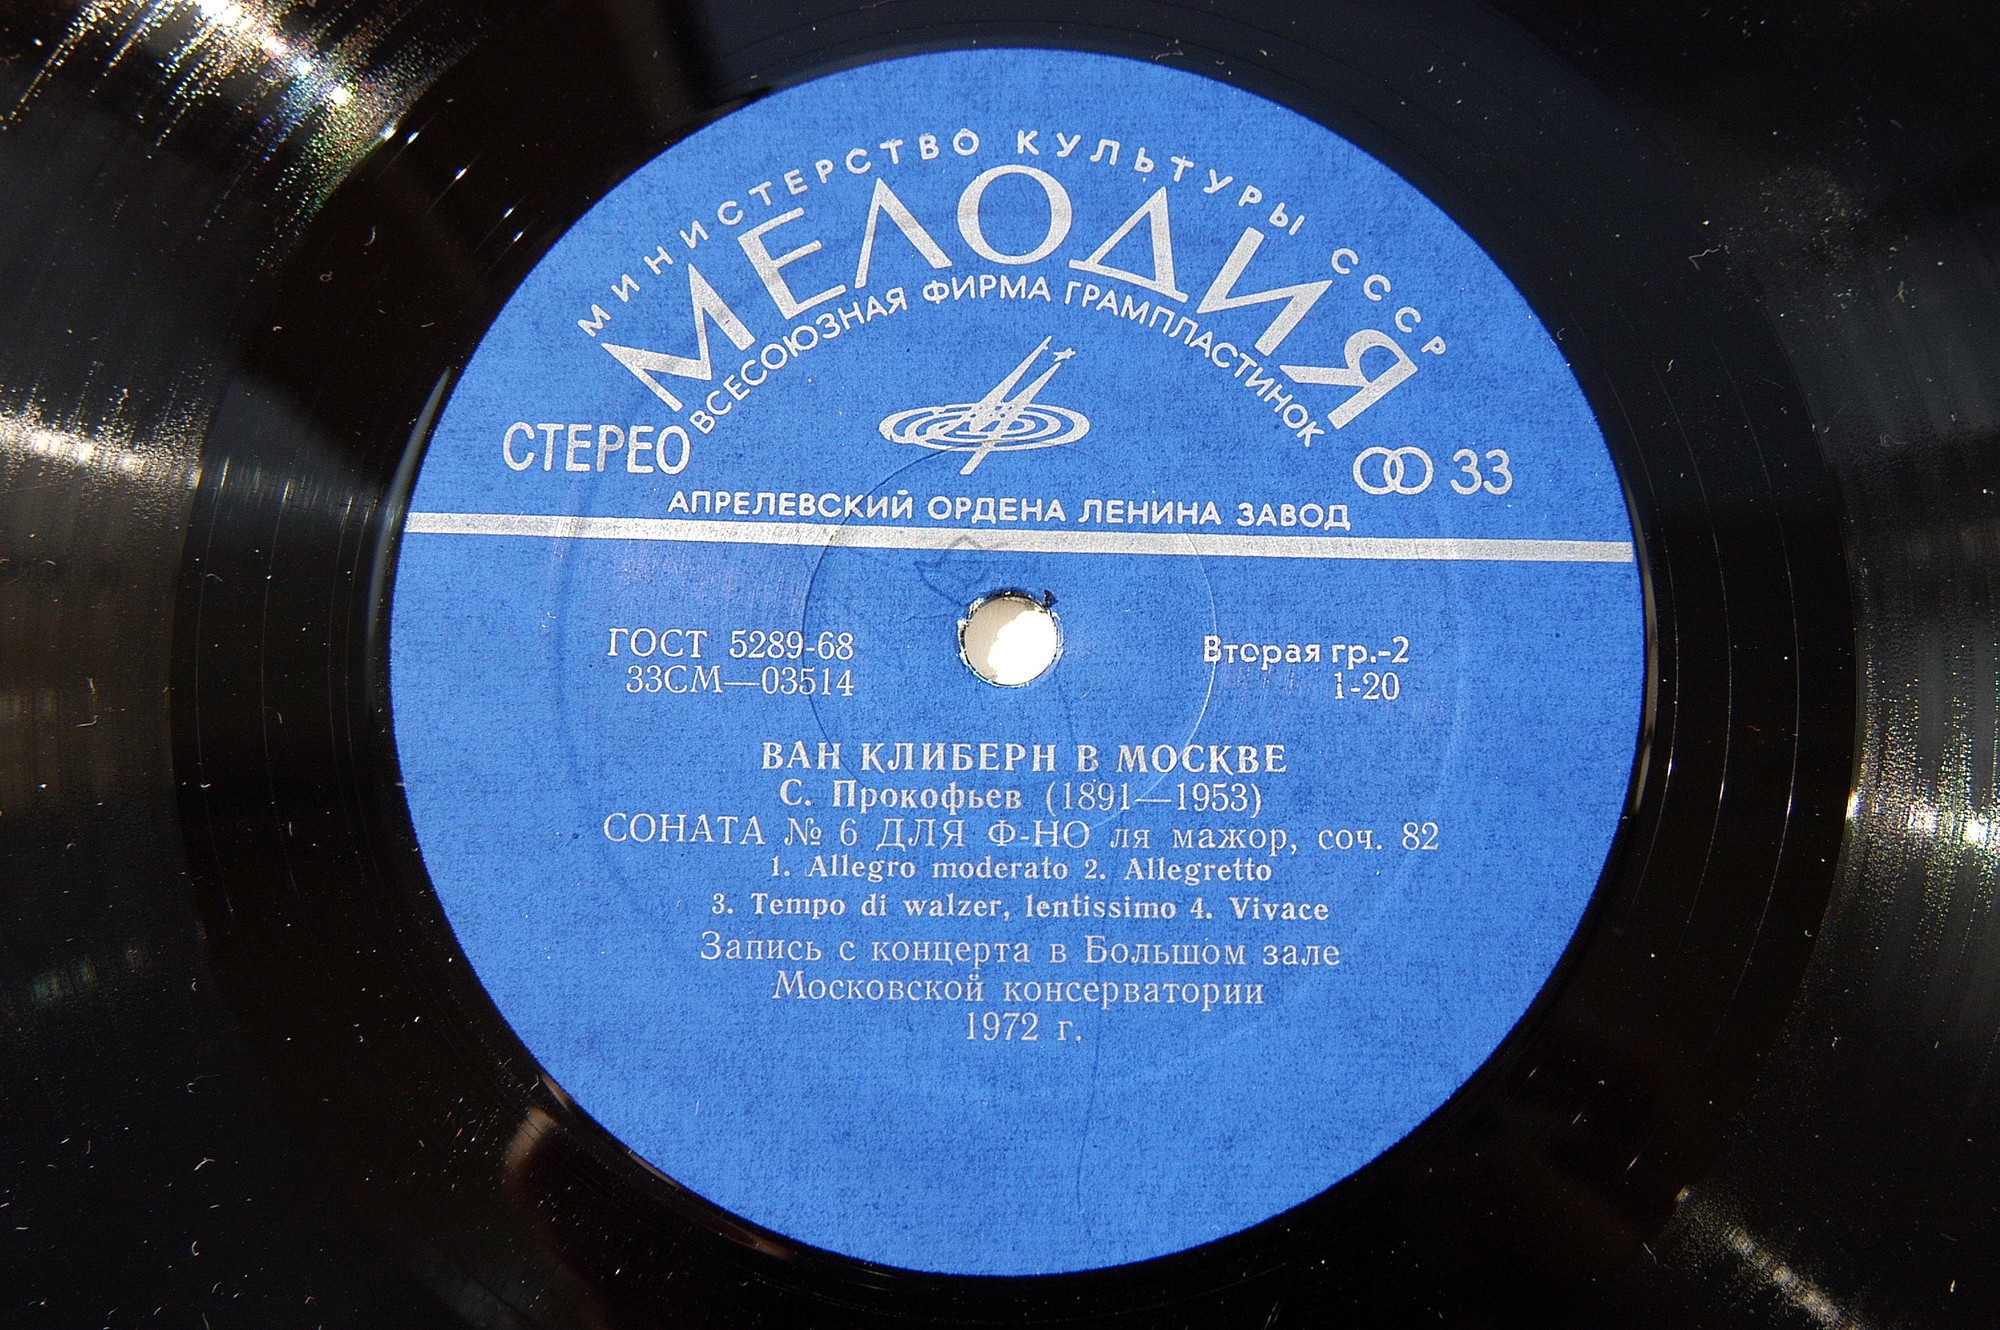 МИНИСТЕРСТВО КУЛЬТУРЫ СССР
МЕЛОДИЯ
ВСЕСОЮЗНАЯ ФИРМА ГРАМПЛАСТИНОК
СТЕРЕО
33
АПРЕЛЕВСКИЙ ОРДЕНА ЛЕНИНА ЗАВОД
ГОСТ 5289-68
33СМ—03514
Вторая гр.-2
1-20
ВАН КЛИБЕРН В МОСКВЕ
С. Прокофьев (1891—1953)
СОНАТА № 6 ДЛЯ Ф-НО ля мажор, соч. 82
1. Allegro moderato 2. Allegretto
3. Tempo di walzer, lentissimo 4. Vivace
Запись с концерта в Большом зале
Московской консерватории
1972 г.